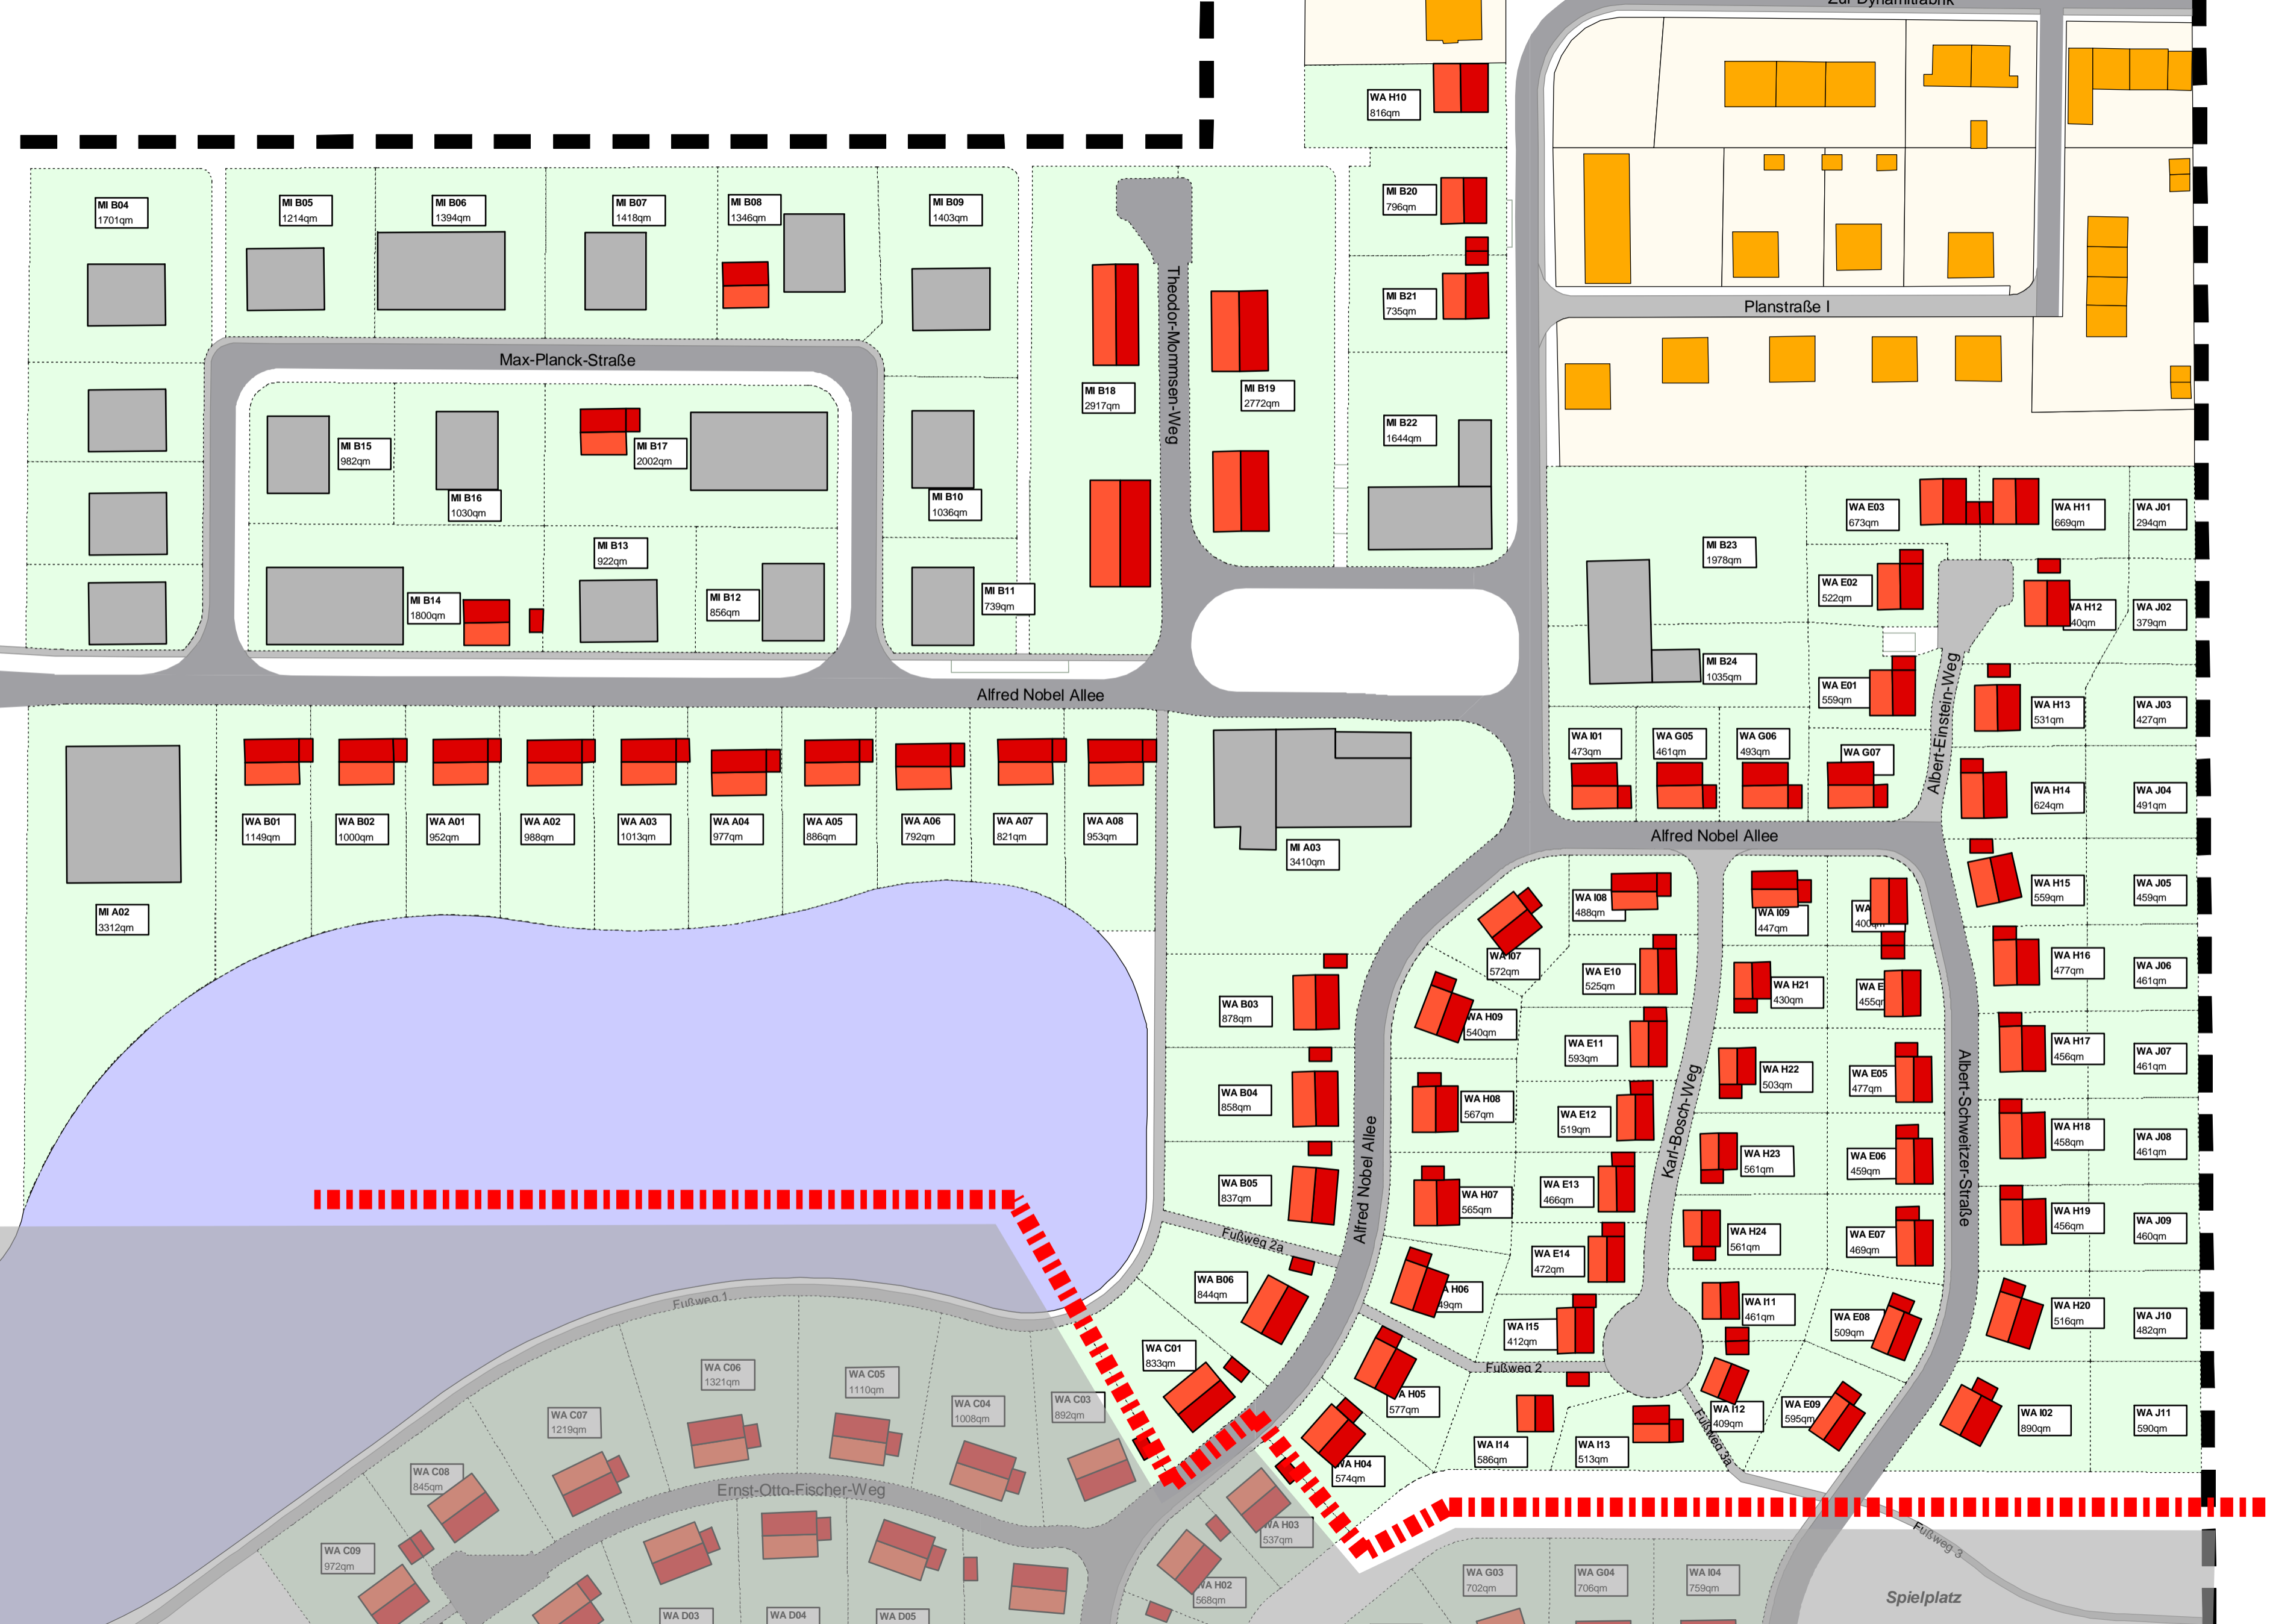 Zur Dynamitfabrik
WA H10
816qm
MI B04
1701qm
MI B05
1214qm
MI B06
1394qm
MI B07
1418qm
MI B08
1346qm
MI B09
1403qm
MI B20
796qm
MI B21
735qm
Planstraße I
Max-Planck-Straße
Theodor-Mommsen-Weg
MI B18
2917qm
MI B19
2772qm
MI B22
1644qm
MI B15
982qm
MI B16
1030qm
MI B17
2002qm
MI B10
1036qm
MI B13
922qm
MI B14
1800qm
MI B12
856qm
MI B11
739qm
MI B23
1978qm
MI B24
1035qm
WA E03
673qm
WA H11
669qm
WA J01
294qm
WA E02
522qm
WA H12
WA J02
379qm
WA E01
559qm
Albert-Einstein-Weg
WA H13
531qm
WA J03
427qm
Alfred Nobel Allee
WA I01
473qm
WA G05
461qm
WA G06
493qm
WA G07
WA H14
624qm
WA J04
491qm
WA B01
1149qm
WA B02
1000qm
WA A01
952qm
WA A02
988qm
WA A03
1013qm
WA A04
977qm
WA A05
886qm
WA A06
792qm
WA A07
821qm
WA A08
953qm
MI A03
3410qm
Alfred Nobel Allee
MI A02
3312qm
WA I08
488qm
WA I09
447qm
WA
WA H15
559qm
WA J05
459qm
WA I07
572qm
WA E10
525qm
WA H21
430qm
WA E
455qm
WA H16
477qm
WA J06
461qm
WA B03
878qm
WA H09
540qm
WA E11
593qm
WA H22
503qm
WA E05
477qm
WA H17
456qm
WA J07
461qm
WA B04
858qm
WA H08
567qm
WA E12
519qm
Karl-Bosch-Weg
Albert-Schweitzer-Straße
WA H23
561qm
WA E06
459qm
WA H18
458qm
WA J08
461qm
WA B05
837qm
Alfred Nobel Allee
WA H07
565qm
WA E13
466qm
WA H24
561qm
WA E07
469qm
WA H19
456qm
WA J09
460qm
Fußweg 2a
WA E14
472qm
WA B06
844qm
A H06
49qm
WA I15
412qm
WA I11
461qm
WA E08
509qm
WA H20
516qm
WA J10
482qm
Fußweg 1
WA C01
833qm
Fußweg 2
WA C06
1321qm
WA C05
1110qm
WA C04
1008qm
WA C03
892qm
WA C07
1219qm
A H05
577qm
WA I12
409qm
WA E09
595qm
WA I02
890qm
WA J11
590qm
Fußweg 3a
WA I14
586qm
WA I13
513qm
WA H04
574qm
WA C08
845qm
Ernst-Otto-Fischer-Weg
WA H03
537qm
Fußweg 3
WA C09
972qm
WA H02
568qm
WA G03
702qm
WA G04
706qm
WA I04
759qm
Spielplatz
WA D03
WA D04
WA D05